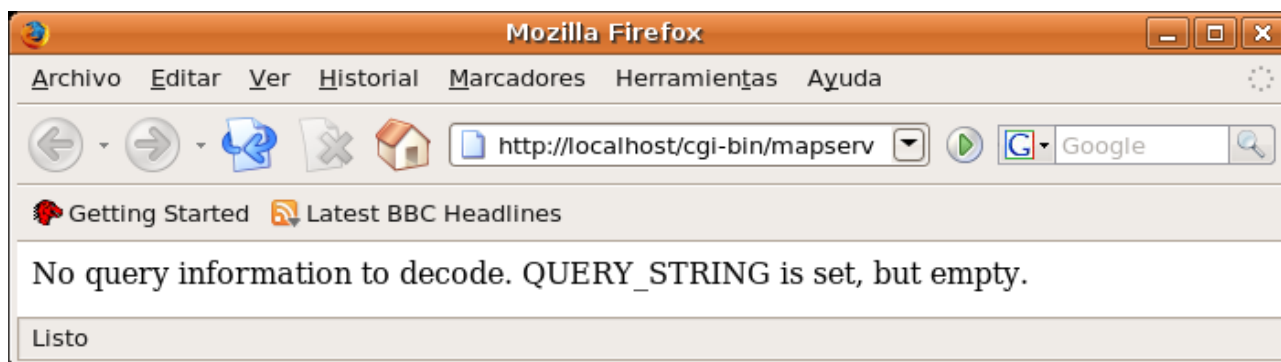 Mozilla Firefox
Archivo Editar Ver Historial Marcadores Herramientas Ayuda
http://localhost/cgi-bin/mapserv G Google
Getting Started Latest BBC Headlines
No query information to decode. QUERY_STRING is set, but empty.
Listo